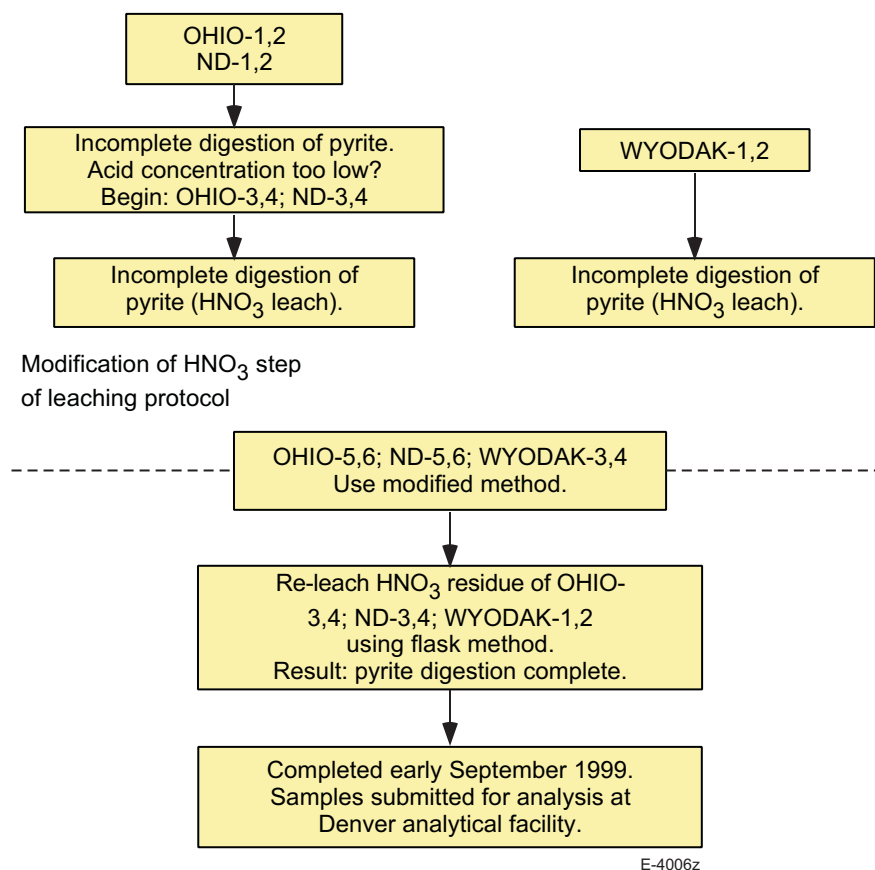 OHIO-1,2
ND-1,2
Incomplete digestion of pyrite.
Acid concentration too low?
Begin: OHIO-3,4; ND-3,4
WYODAK-1,2
Incomplete digestion of
pyrite (HNO3 leach).
Incomplete digestion of
pyrite (HNO3 leach).
Modification of HNO3 step
of leaching protocol
OHIO-5,6; ND-5,6; WYODAK-3,4
Use modified method.
Re-leach HNO3 residue of OHIO-
3,4; ND-3,4; WYODAK-1,2
using flask method.
Result: pyrite digestion complete.
Completed early September 1999.
Samples submitted for analysis at
Denver analytical facility.
E-4006z